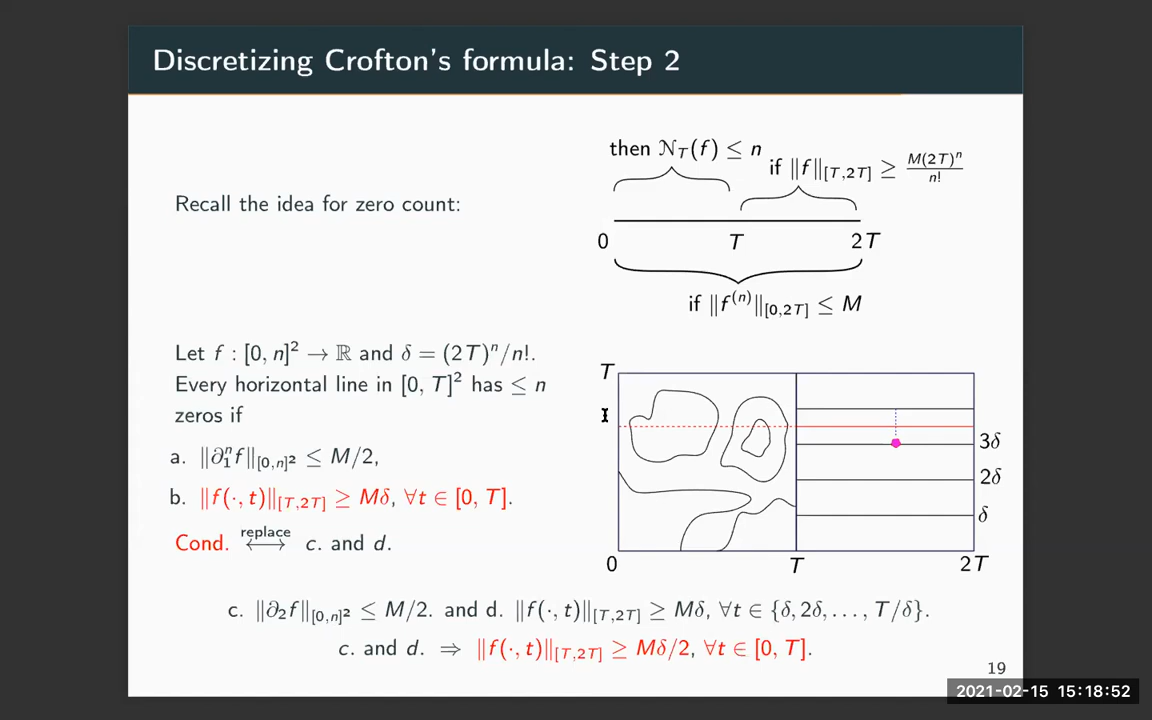 Discretizing Crofton's formula: Step 2
then 𝒩_T(f) ≤ n
if ‖f‖_[T,2T] ≥ M(2T)^n / n!
Recall the idea for zero count:
0 T 2T
if ‖f^(n)‖_[0,2T] ≤ M
Let f : [0, n]² → ℝ and δ = (2T)^n/n!.
Every horizontal line in [0, T]² has ≤ n
zeros if
a. ‖∂₁ⁿf‖_[0,n]² ≤ M/2,
b. ‖f(·, t)‖_[T,2T] ≥ Mδ, ∀t ∈ [0, T].
Cond. ⟷ replace c. and d.
T
3δ
2δ
δ
0 T 2T
c. ‖∂₂f‖_[0,n]² ≤ M/2. and d. ‖f(·, t)‖_[T,2T] ≥ Mδ, ∀t ∈ {δ, 2δ, . . . , T/δ}.
c. and d. ⇒ ‖f(·, t)‖_[T,2T] ≥ Mδ/2, ∀t ∈ [0, T].
19
2021-02-15 15:18:52